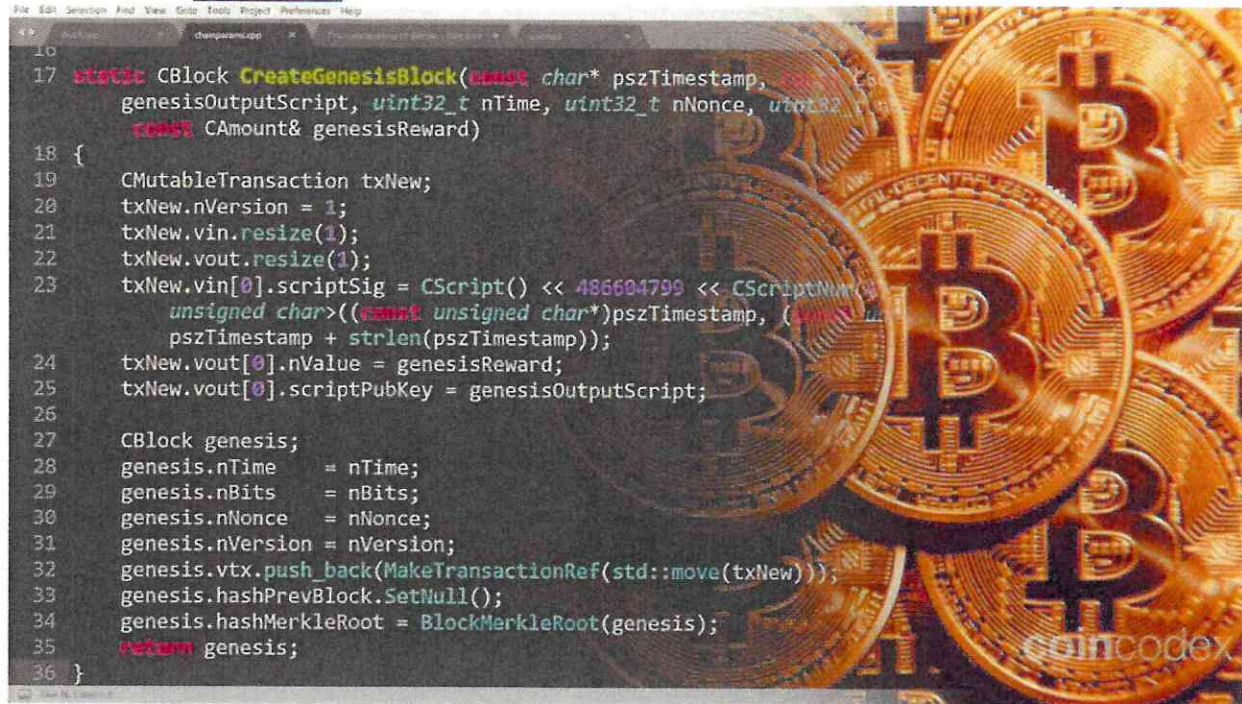 File Edit Selection Find View Goto Tools Project Preferences Help
chainparams.cpp
16
17 static CBlock CreateGenesisBlock(const char* pszTimestamp,
genesisOutputScript, uint32_t nTime, uint32_t nNonce, uint32_t
const CAmount& genesisReward)
18 {
19 CMutableTransaction txNew;
20 txNew.nVersion = 1;
21 txNew.vin.resize(1);
22 txNew.vout.resize(1);
23 txNew.vin[0].scriptSig = CScript() << 486604799 << CScriptNum(
unsigned char>((const unsigned char*)pszTimestamp, (const
pszTimestamp + strlen(pszTimestamp));
24 txNew.vout[0].nValue = genesisReward;
25 txNew.vout[0].scriptPubKey = genesisOutputScript;
26
27 CBlock genesis;
28 genesis.nTime    = nTime;
29 genesis.nBits    = nBits;
30 genesis.nNonce   = nNonce;
31 genesis.nVersion = nVersion;
32 genesis.vtx.push_back(MakeTransactionRef(std::move(txNew)));
33 genesis.hashPrevBlock.SetNull();
34 genesis.hashMerkleRoot = BlockMerkleRoot(genesis);
35 return genesis;
36 }
DECENTRALIZED
coincodex